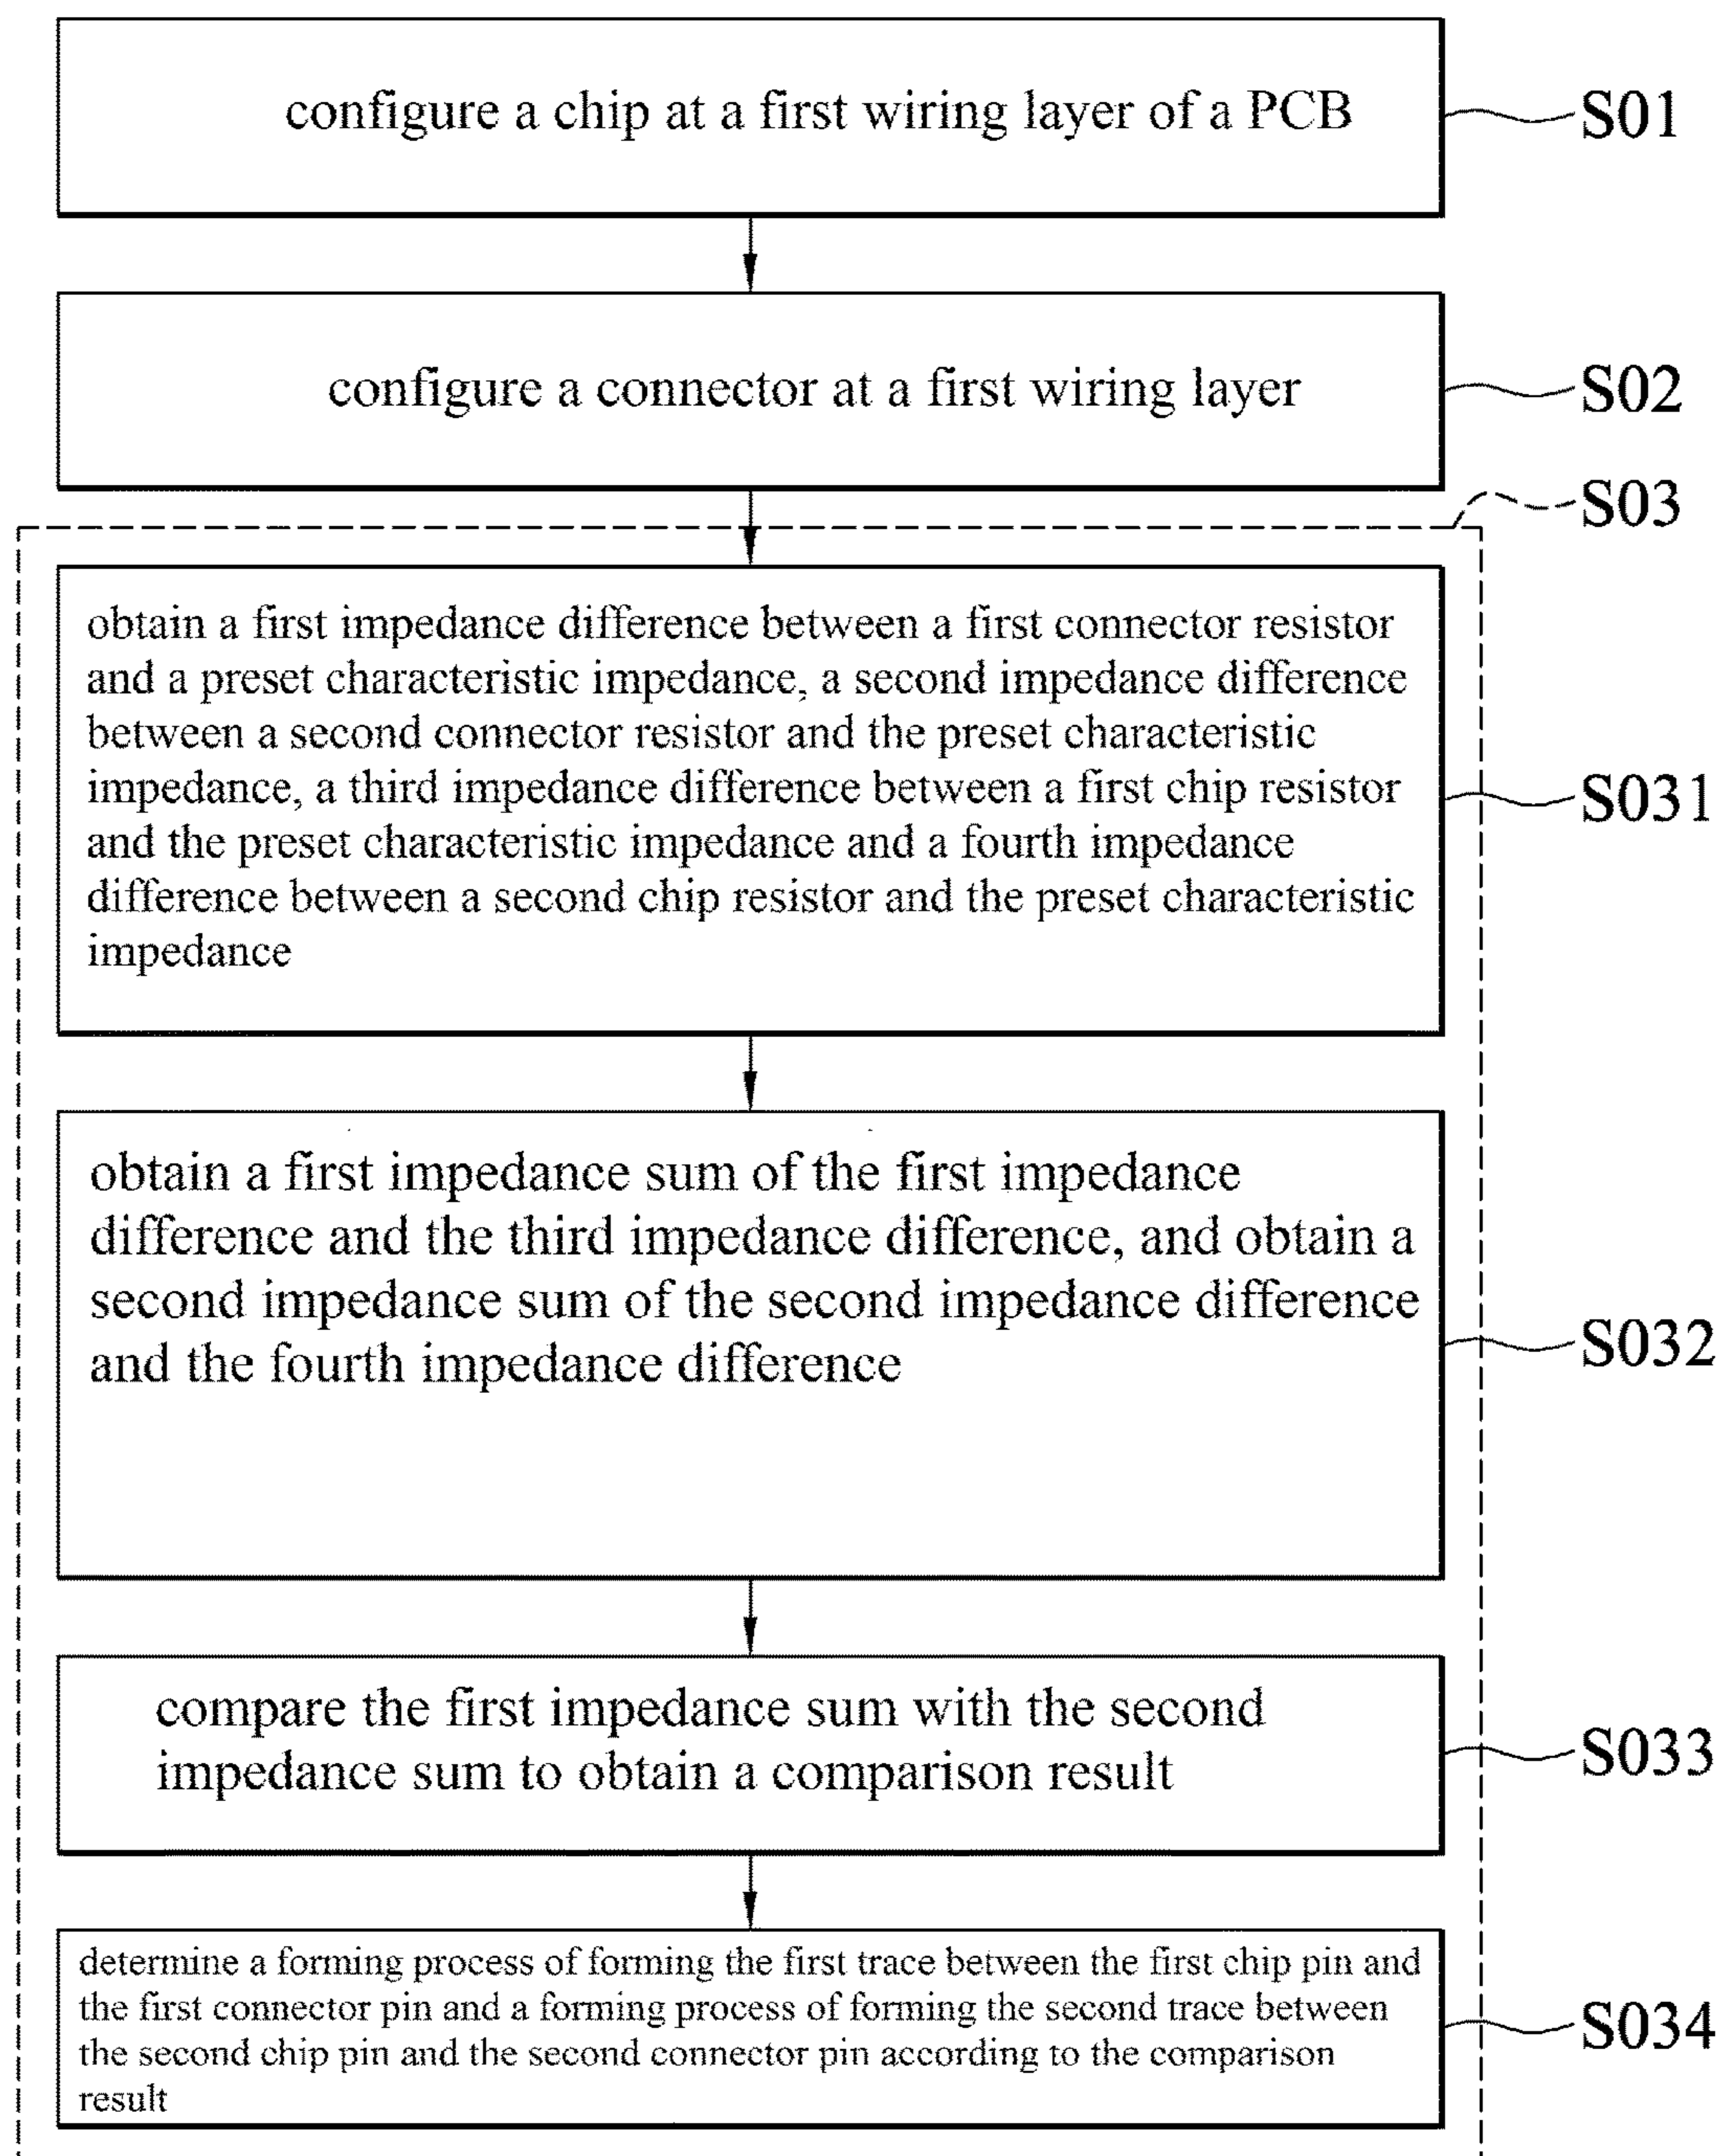 configure a chip at a first wiring layer of a PCB
S01
configure a connector at a first wiring layer
S02
S03
obtain a first impedance difference between a first connector resistor
and a preset characteristic impedance, a second impedance difference
between a second connector resistor and the preset characteristic
impedance, a third impedance difference between a first chip resistor
and the preset characteristic impedance and a fourth impedance
difference between a second chip resistor and the preset characteristic
impedance
S031
obtain a first impedance sum of the first impedance
difference and the third impedance difference, and obtain a
second impedance sum of the second impedance difference
and the fourth impedance difference
S032
compare the first impedance sum with the second
impedance sum to obtain a comparison result
S033
determine a forming process of forming the first trace between the first chip pin and
the first connector pin and a forming process of forming the second trace between
the second chip pin and the second connector pin according to the comparison
result
S034